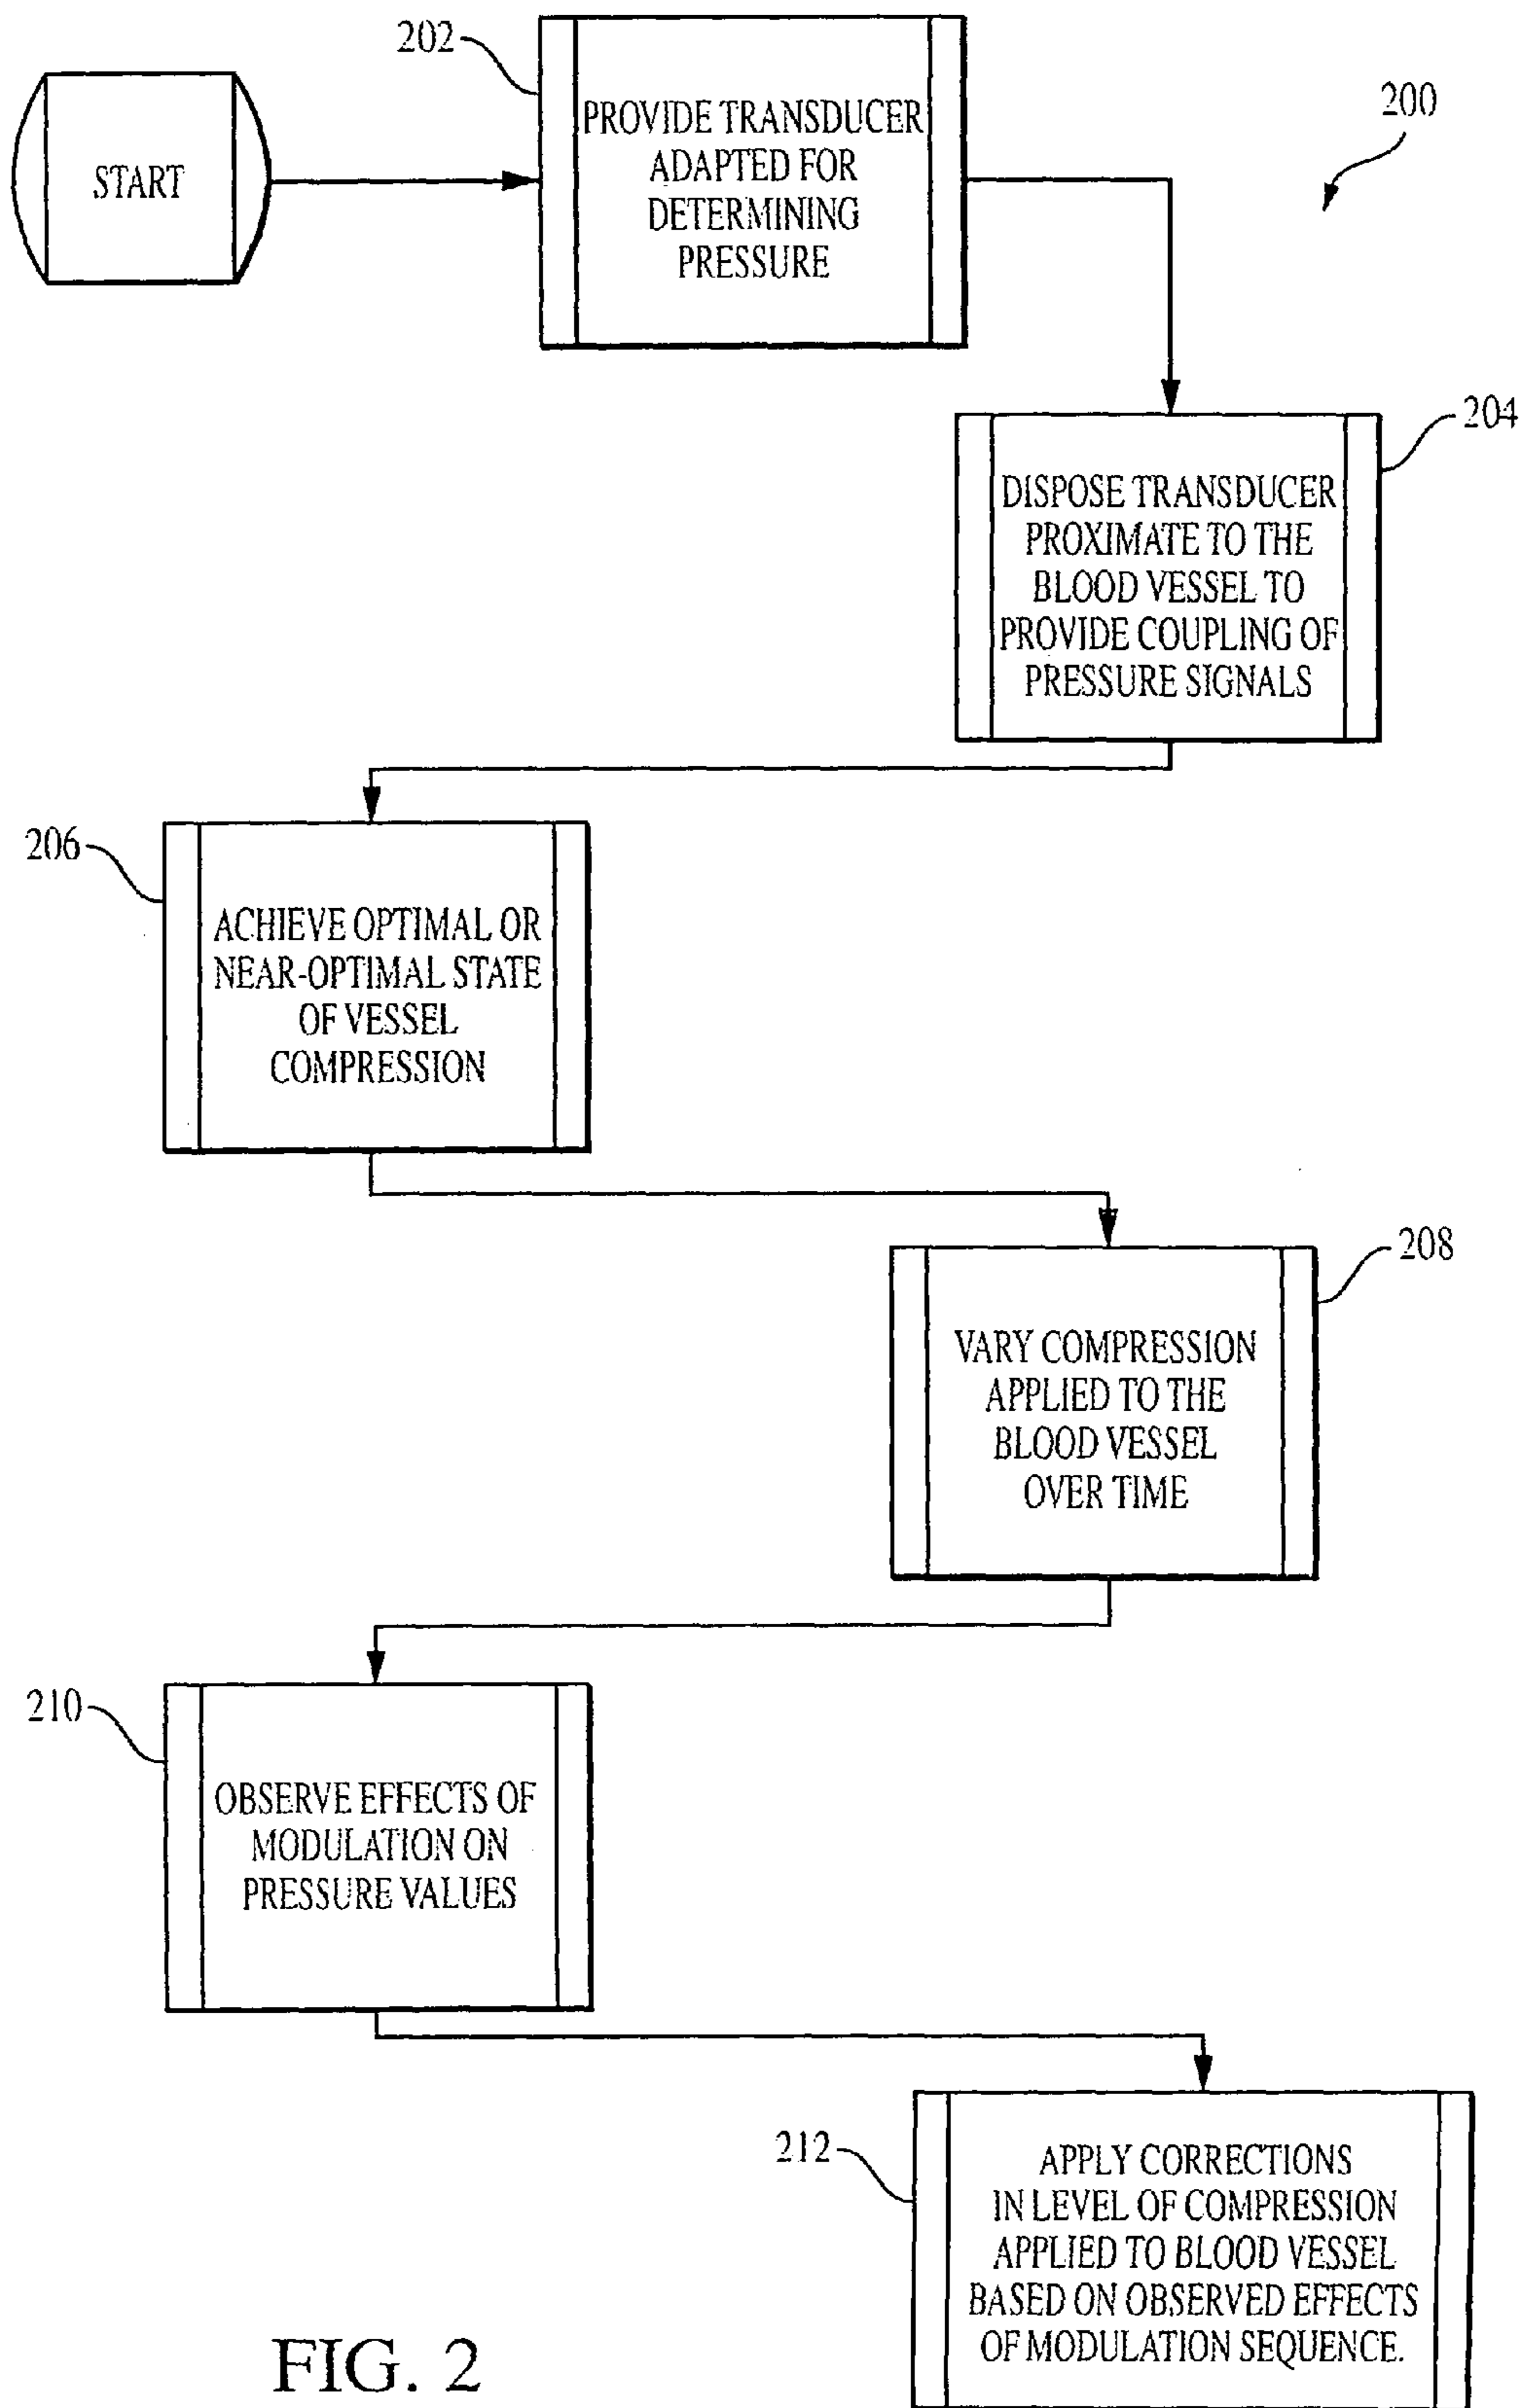 202
PROVIDE TRANSDUCER
ADAPTED FOR
DETERMINING
PRESSURE
200
START
204
DISPOSE TRANSDUCER
PROXIMATE TO THE
BLOOD VESSEL TO
PROVIDE COUPLING OF
PRESSURE SIGNALS
206
ACHIEVE OPTIMAL OR
NEAR-OPTIMAL STATE
OF VESSEL
COMPRESSION
208
VARY COMPRESSION
APPLIED TO THE
BLOOD VESSEL
OVER TIME
210
OBSERVE EFFECTS OF
MODULATION ON
PRESSURE VALUES
212
APPLY CORRECTIONS
IN LEVEL OF COMPRESSION
APPLIED TO BLOOD VESSEL
BASED ON OBSERVED EFFECTS
OF MODULATION SEQUENCE.
FIG. 2